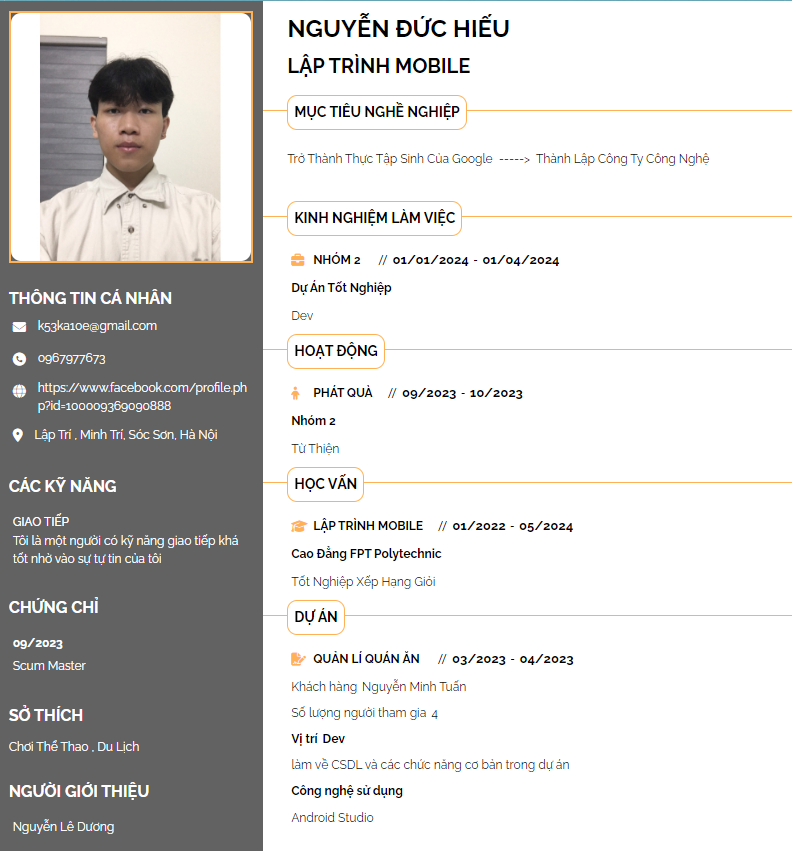 NGUYỄN ĐỨC HIẾU
LẬP TRÌNH MOBILE
MỤC TIÊU NGHỀ NGHIỆP
Trở Thành Thực Tập Sinh Của Google -----> Thành Lập Công Ty Công Nghệ
KINH NGHIỆM LÀM VIỆC
NHÓM 2 // 01/01/2024 - 01/04/2024
Dự Án Tốt Nghiệp
Dev
HOẠT ĐỘNG
PHÁT QUÀ // 09/2023 - 10/2023
Nhóm 2
Từ Thiện
HỌC VẤN
LẬP TRÌNH MOBILE // 01/2022 - 05/2024
Cao Đẳng FPT Polytechnic
Tốt Nghiệp Xếp Hạng Giỏi
DỰ ÁN
QUẢN LÍ QUÁN ĂN // 03/2023 - 04/2023
Khách hàng Nguyễn Minh Tuấn
Số lượng người tham gia 4
Vị trí Dev
làm về CSDL và các chức năng cơ bản trong dự án
Công nghệ sử dụng
Android Studio
THÔNG TIN CÁ NHÂN
k53ka10e@gmail.com
0967977673
https://www.facebook.com/profile.ph
p?id=100009369090888
Lập Trí , Minh Trí, Sóc Sơn, Hà Nội
CÁC KỸ NĂNG
GIAO TIẾP
Tôi là một người có kỹ năng giao tiếp khá
tốt nhờ vào sự tự tin của tôi
CHỨNG CHỈ
09/2023
Scum Master
SỞ THÍCH
Chơi Thể Thao , Du Lịch
NGƯỜI GIỚI THIỆU
Nguyễn Lê Dương